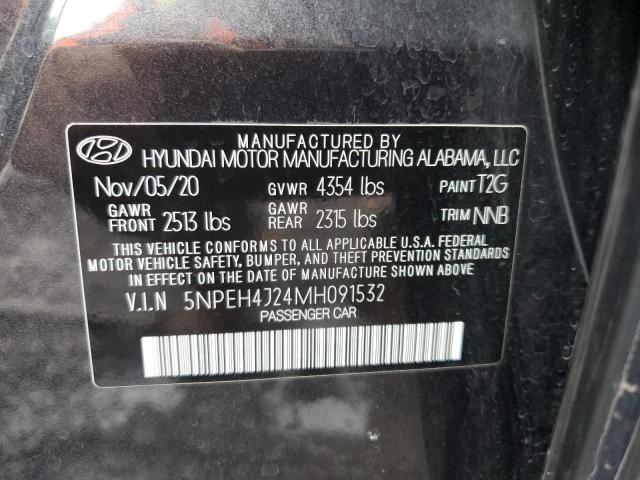 MANUFACTURED BY
HYUNDAI MOTOR MANUFACTURING ALABAMA, LLC
Nov/05/20 GVWR 4354 lbs PAINT T2G
GAWR FRONT 2513 lbs GAWR REAR 2315 lbs TRIM NNB
THIS VEHICLE CONFORMS TO ALL APPLICABLE U.S.A. FEDERAL
MOTOR VEHICLE SAFETY, BUMPER, AND THEFT PREVENTION STANDARDS
IN EFFECT ON THE DATE OF MANUFACTURE SHOWN ABOVE.
V.I.N 5NPEH4J24MH091532
PASSENGER CAR